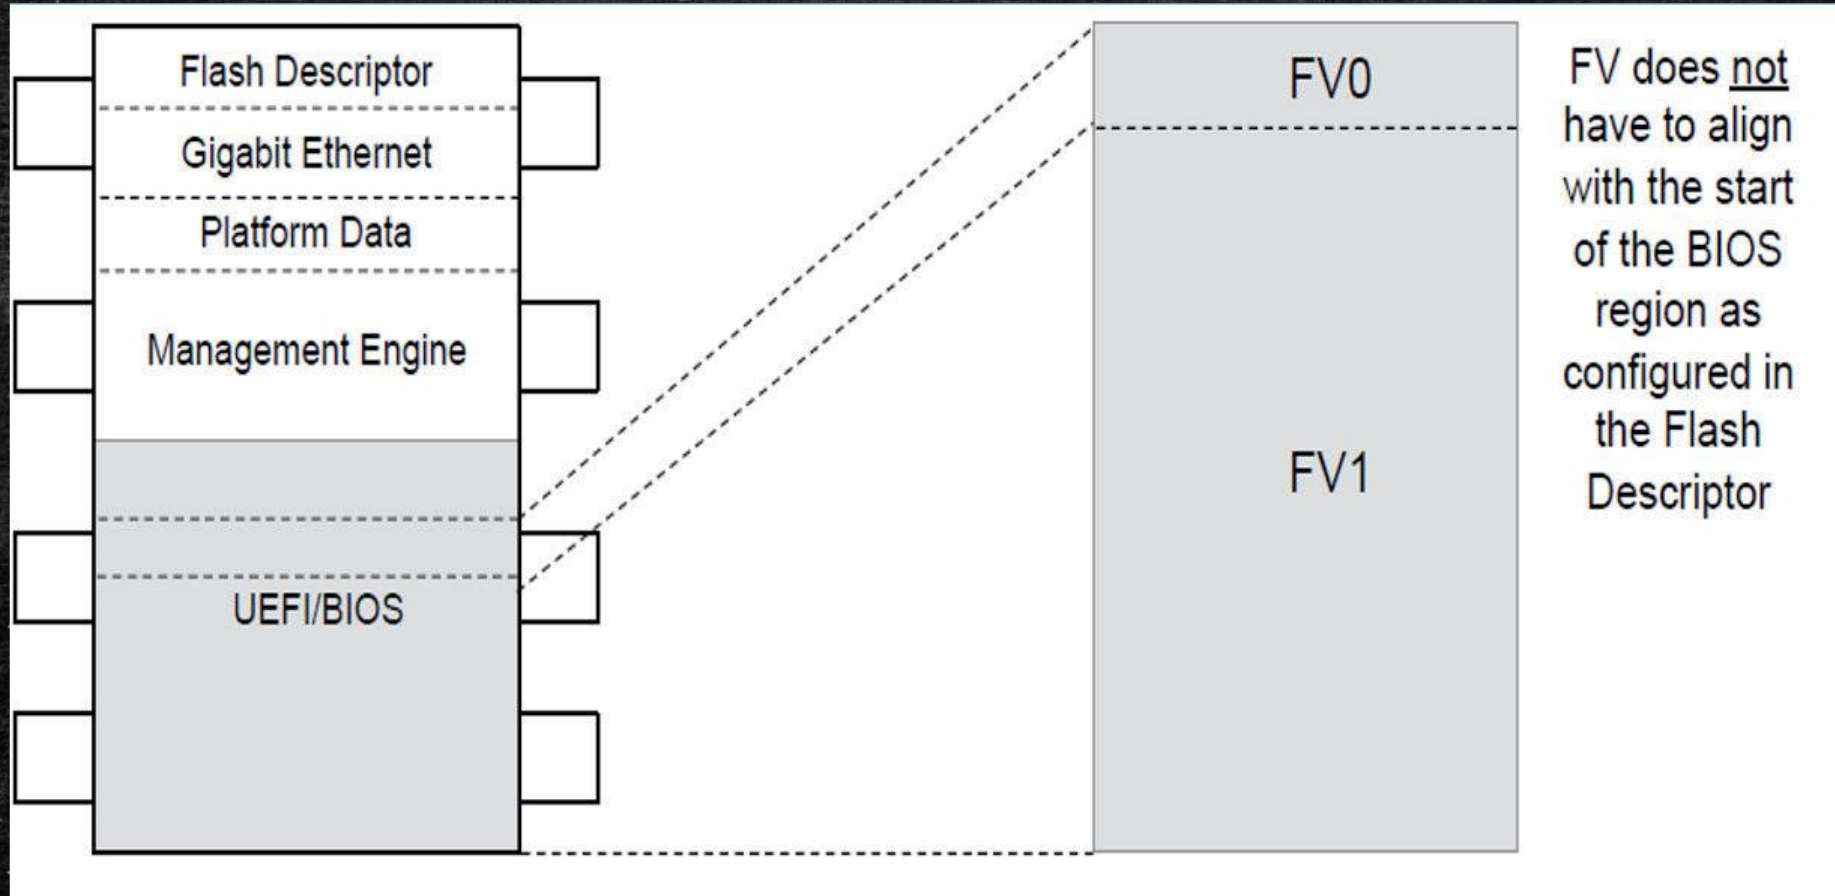 Flash Descriptor
Gigabit Ethernet
Platform Data
Management Engine
UEFI/BIOS
FV0
FV1
FV does not
have to align
with the start
of the BIOS
region as
configured in
the Flash
Descriptor